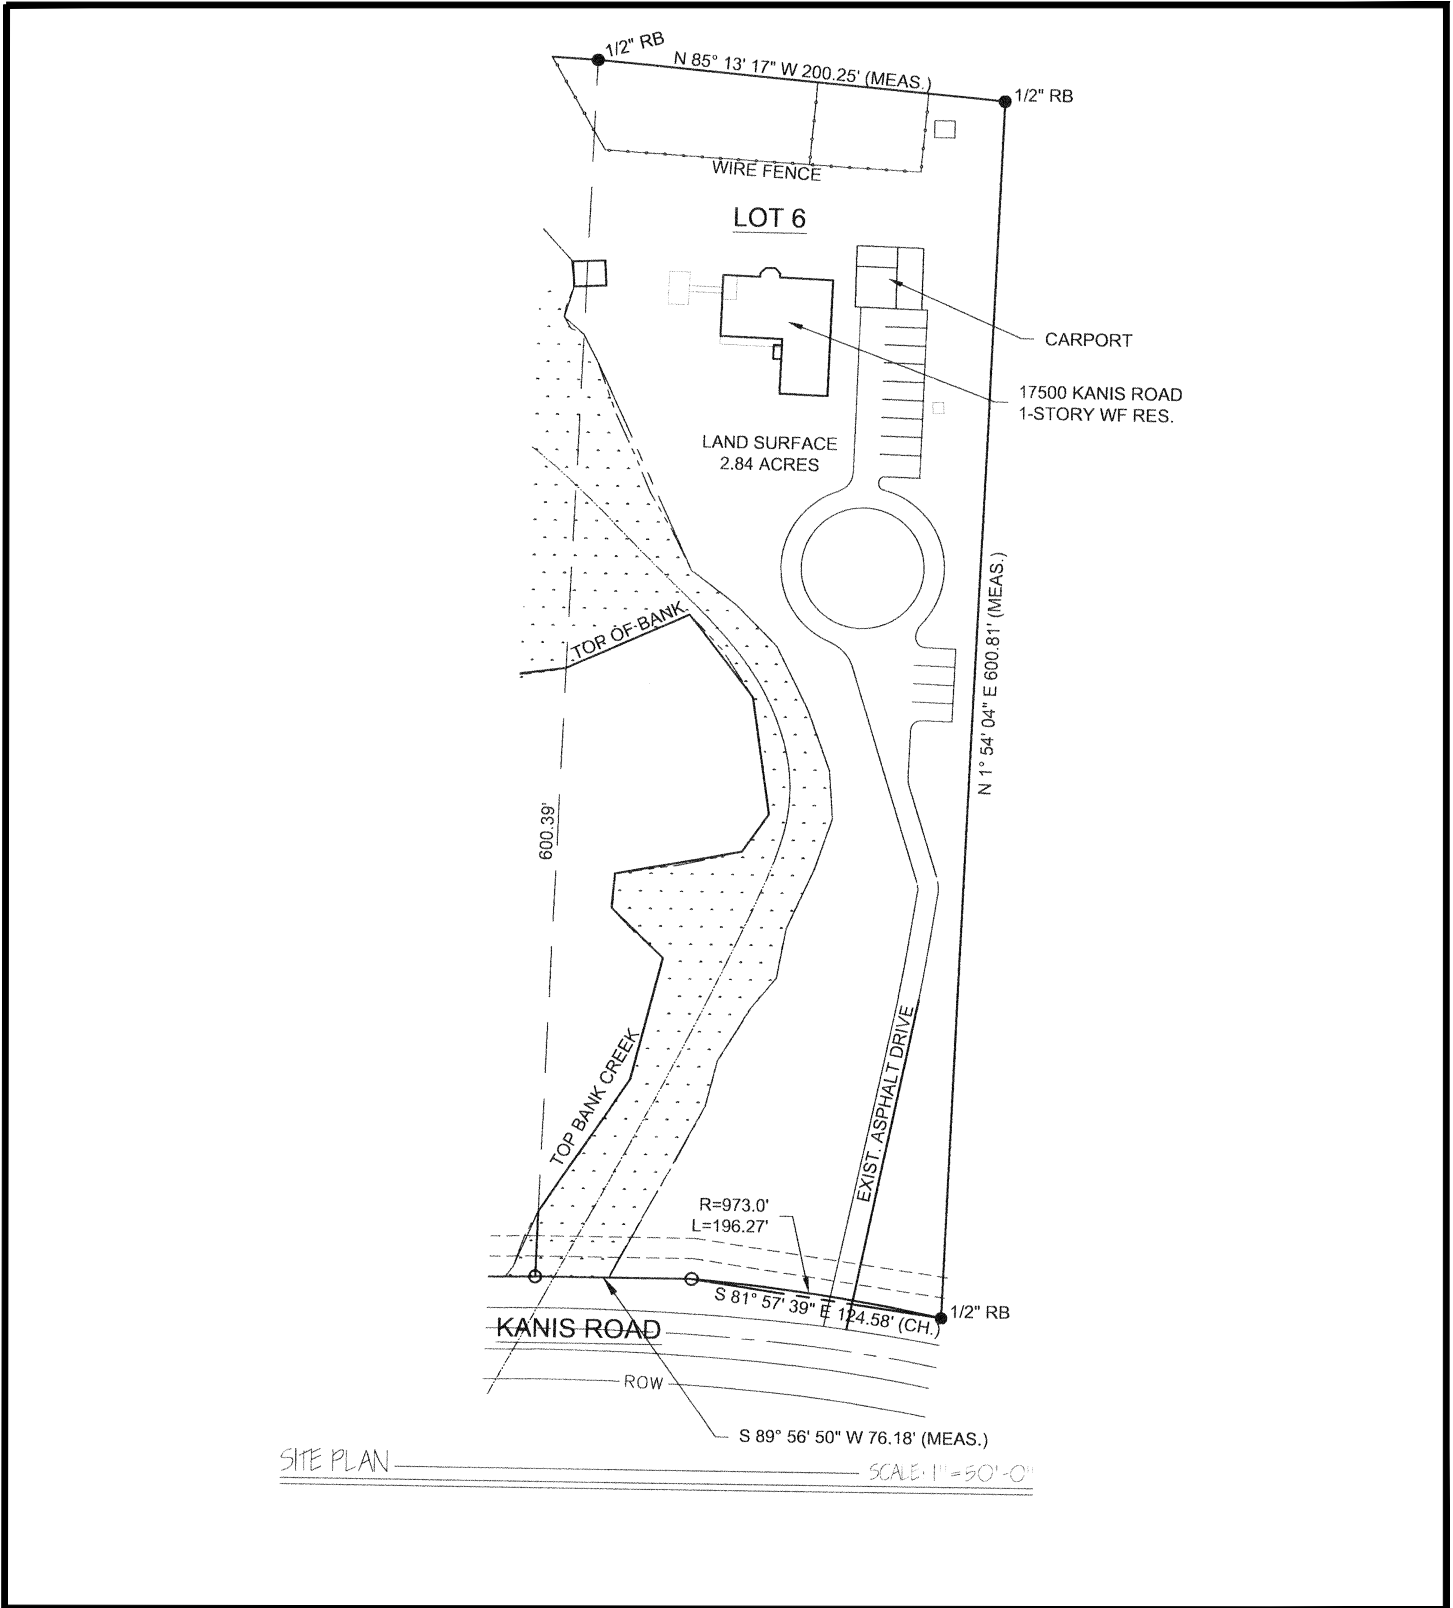 1/2" RB
N 85° 13' 17" W 200.25' (MEAS.)
1/2" RB
WIRE FENCE
LOT 6
CARPORT
17500 KANIS ROAD
1-STORY WF RES.
LAND SURFACE
2.84 ACRES
N 1° 54' 04" E 600.81' (MEAS.)
TOP OF BANK
600.39'
TOP BANK CREEK
EXIST. ASPHALT DRIVE
R=973.0'
L=196.27'
S 81° 57' 39" E 124.58' (CH.)
1/2" RB
KANIS ROAD
ROW
S 89° 56' 50" W 76.18' (MEAS.)
SITE PLAN
SCALE: 1"=50'-0"